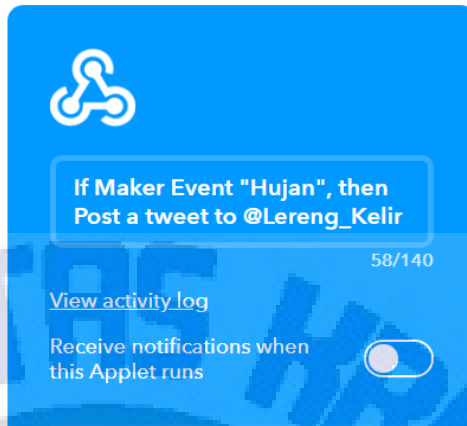 If Maker Event "Hujan", then
Post a tweet to @Lereng_Kelir
58/140
View activity log
Receive notifications when
this Applet runs